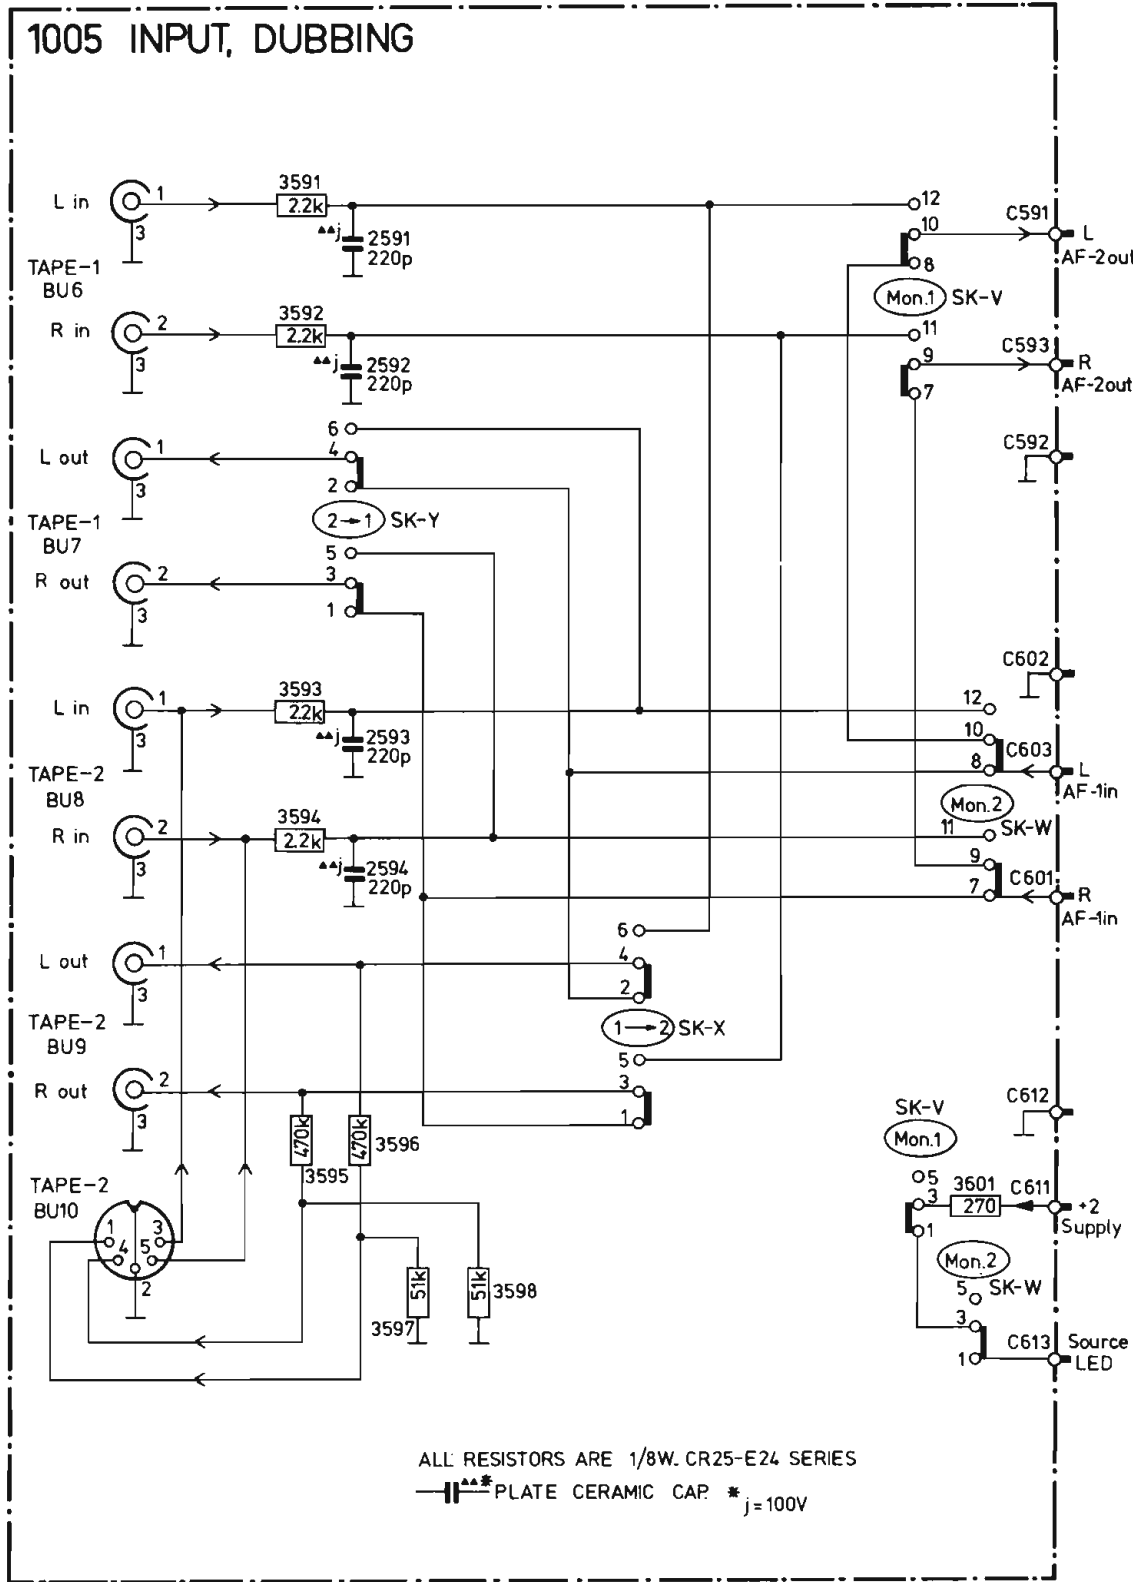 1005 INPUT, DUBBING
L in
1
3
3591
2.2k
▲▲j
2591
220p
12
10
8
C591
L
AF-2out
TAPE-1
BU6
Mon.1
SK-V
R in
2
3
3592
2.2k
▲▲j
2592
220p
11
9
7
C593
R
AF-2out
L out
1
3
6
4
2
C592
TAPE-1
BU7
2→1
SK-Y
R out
2
3
5
3
1
C602
L in
1
3
3593
2.2k
▲▲j
2593
220p
12
10
8
C603
L
AF-1in
TAPE-2
BU8
Mon.2
SK-W
R in
2
3
3594
2.2k
▲▲j
2594
220p
11
9
7
C601
R
AF-1in
L out
1
3
6
4
2
TAPE-2
BU9
1→2
SK-X
R out
2
3
5
3
1
C612
470k
3595
470k
3596
SK-V
Mon.1
5
3
1
3601
270
C611
+2
Supply
TAPE-2
BU10
1
4
5
3
2
51k
3597
51k
3598
Mon.2
5
SK-W
3
1
C613
Source
LED
ALL RESISTORS ARE 1/8W. CR25-E24 SERIES
▲▲* PLATE CERAMIC CAP. * j=100V